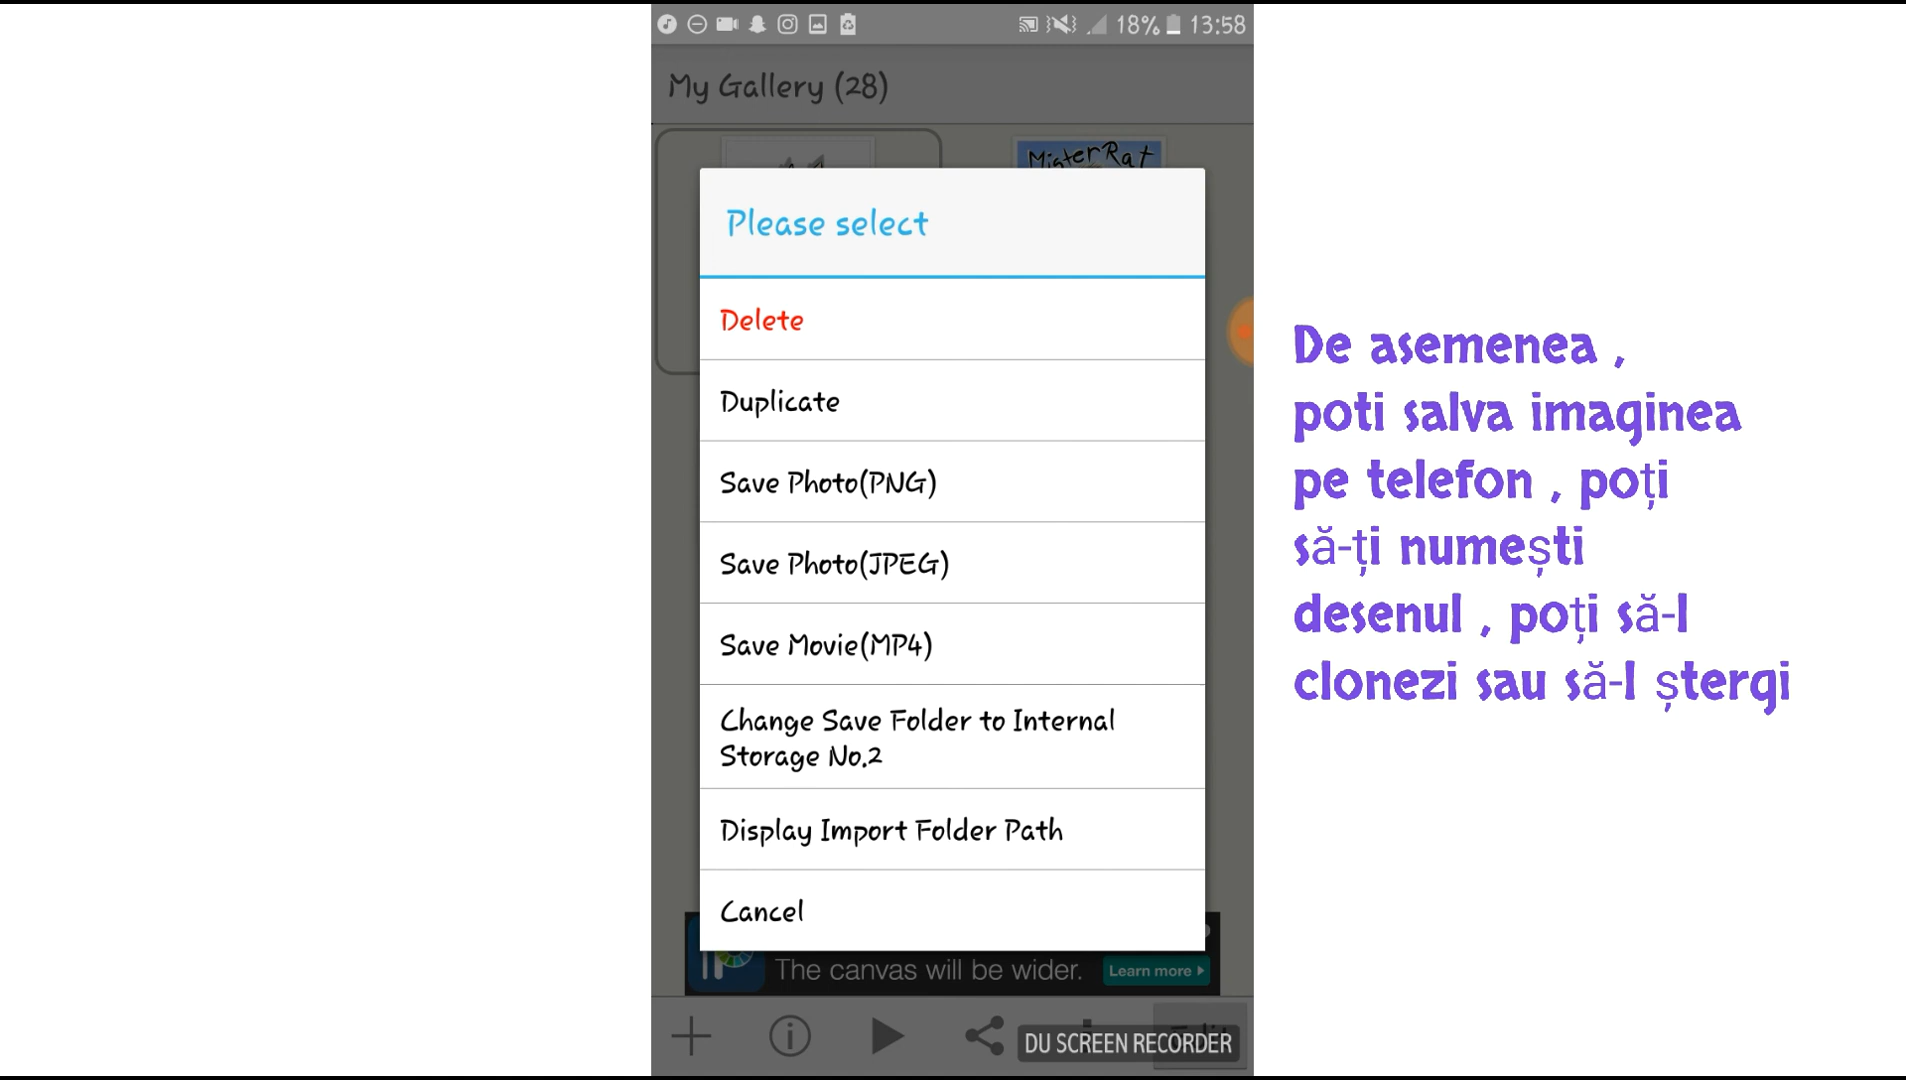 18% 13:58
My Gallery (28)
MisterRat
Please select
Delete
Duplicate
Save Photo(PNG)
Save Photo(JPEG)
Save Movie(MP4)
Change Save Folder to Internal
Storage No.2
Display Import Folder Path
Cancel
The canvas will be wider. Learn more
DU SCREEN RECORDER
De asemenea ,
poti salva imaginea
pe telefon , poți
să-ți numești
desenul , poți să-l
clonezi sau să-l ștergi